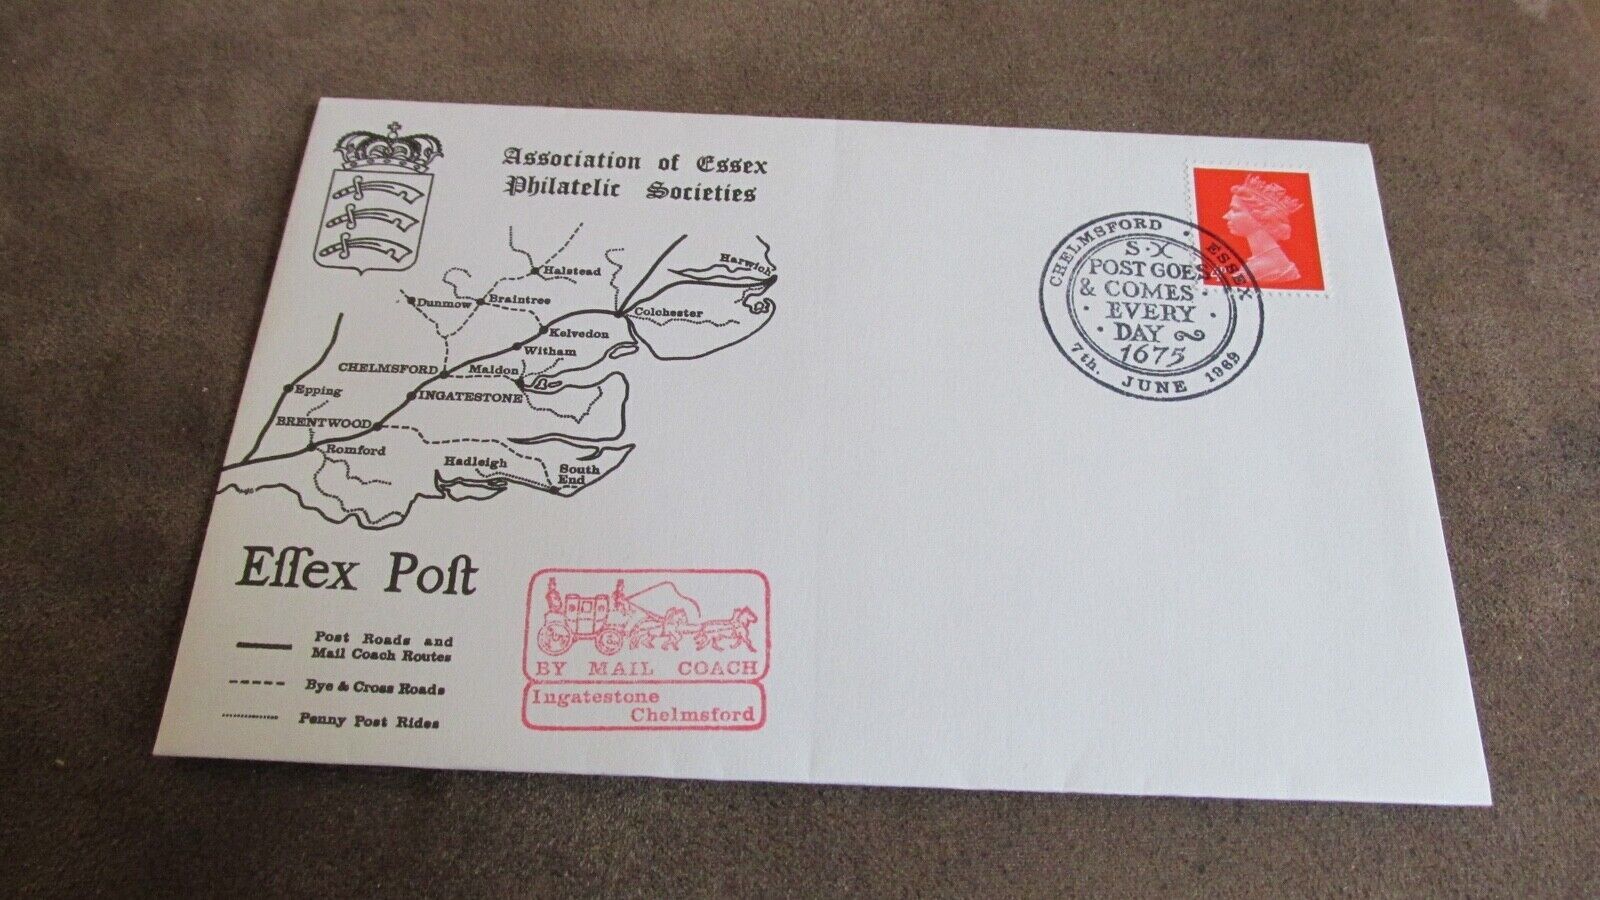 Association of Essex
Philatelic Societies
Harwich
Halstead
Dunmow
Braintree
Colchester
Kelvedon
Witham
CHELMSFORD
Maldon
Epping
INGATESTONE
BRENTWOOD
Romford
Hadleigh
South
End
Eſſex Poſt
Post Roads and
Mail Coach Routes
Bye & Cross Roads
Penny Post Rides
BY MAIL COACH
Ingatestone
Chelmsford
CHELMSFORD · ESSEX
S·X
POST GOES
& COMES ·
· EVERY
· DAY
1675
7th. JUNE 1969